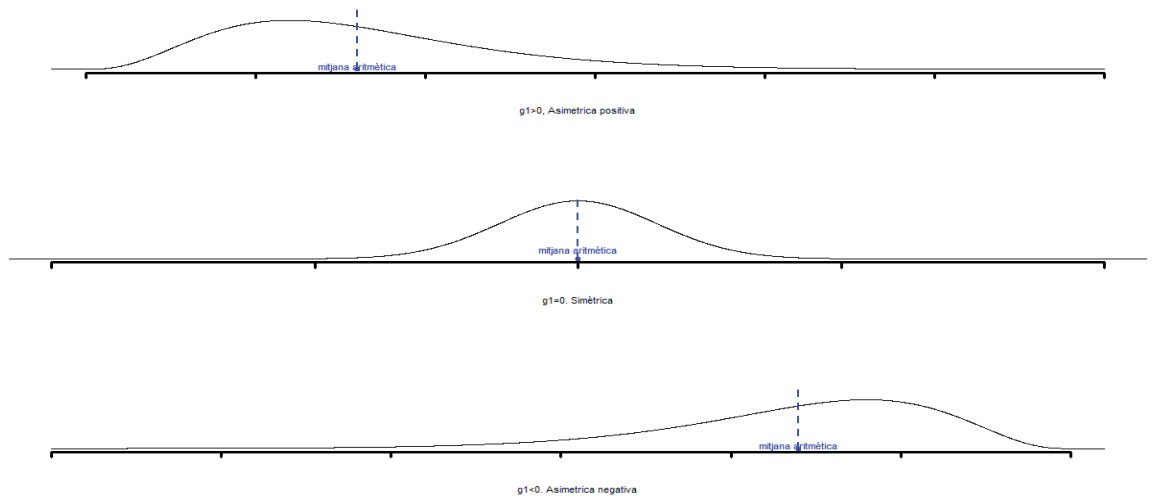 mitjana aritmètica
g1>0, Asimetrica positiva
mitjana aritmètica
g1=0. Simètrica
mitjana aritmètica
g1<0. Asimetrica negativa